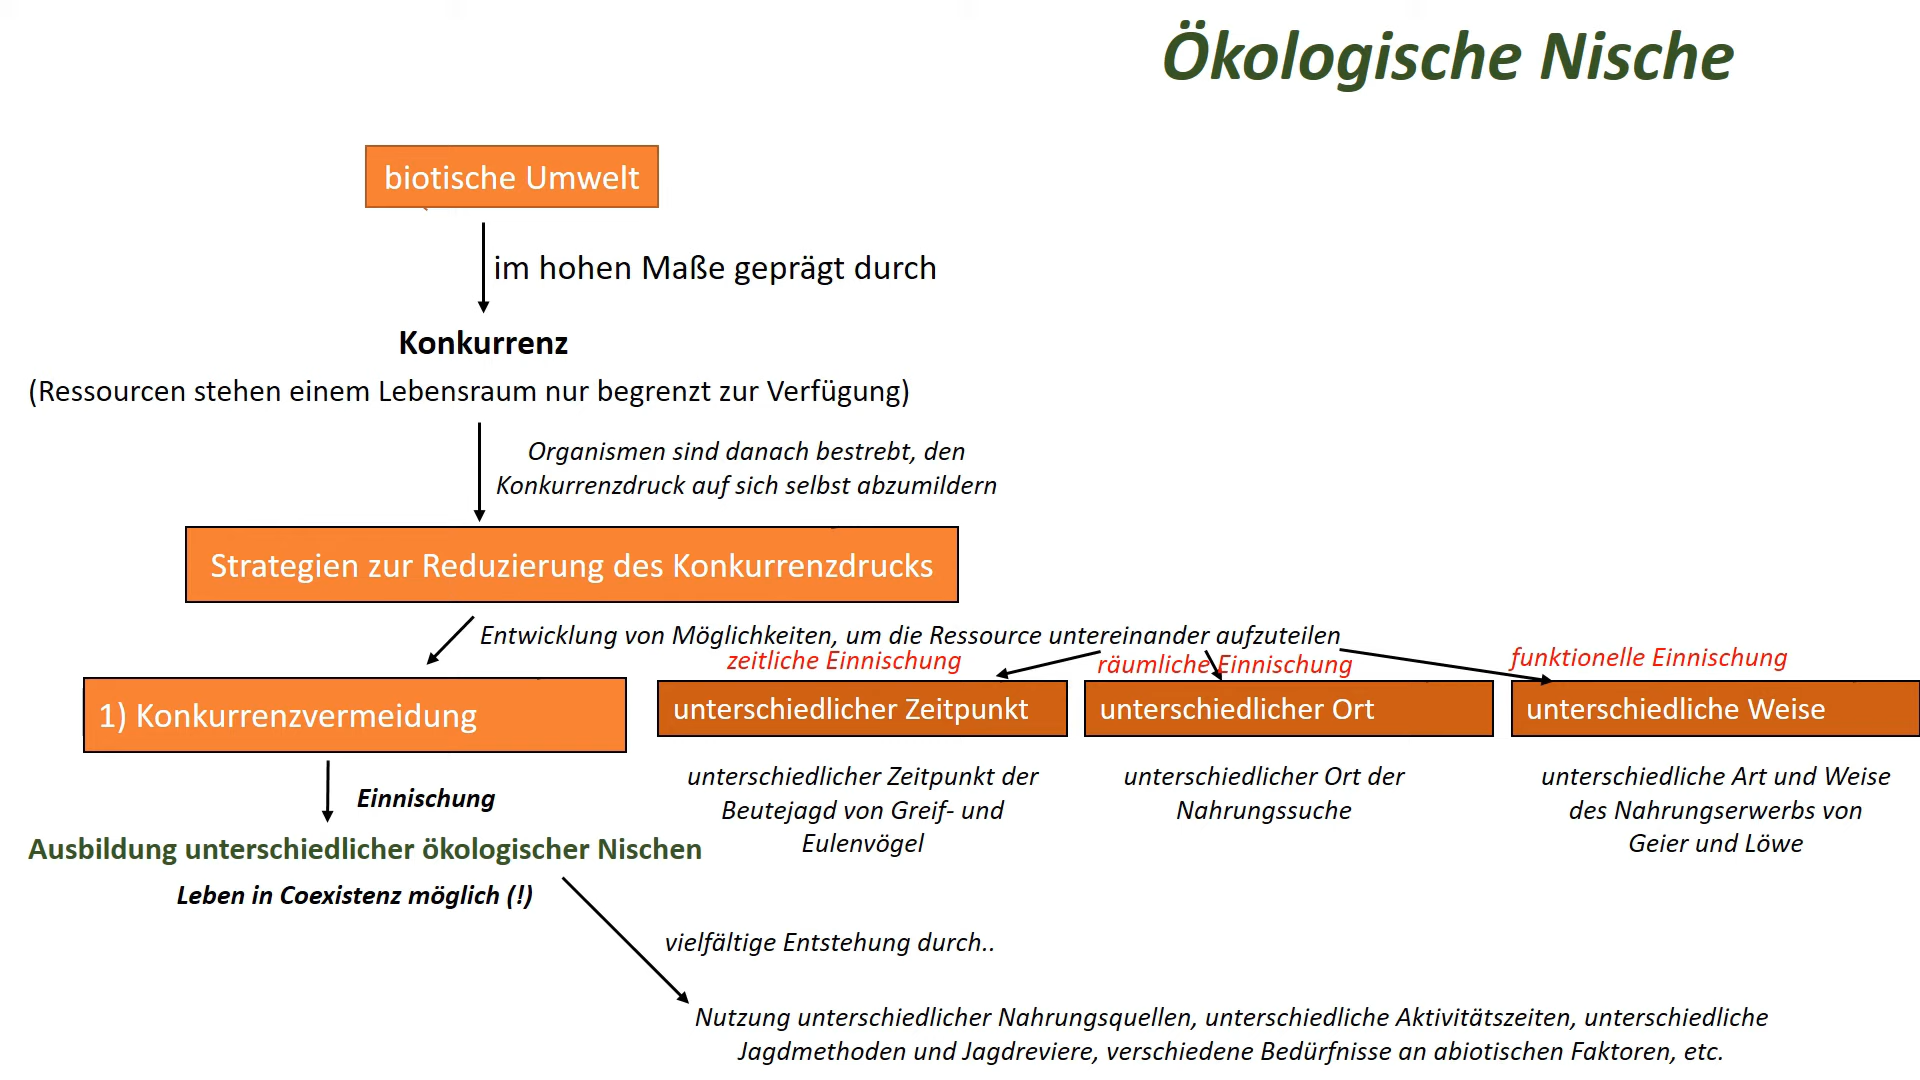 Ökologische Nische
biotische Umwelt
im hohen Maße geprägt durch
Konkurrenz
(Ressourcen stehen einem Lebensraum nur begrenzt zur Verfügung)
Organismen sind danach bestrebt, den
Konkurrenzdruck auf sich selbst abzumildern
Strategien zur Reduzierung des Konkurrenzdrucks
Entwicklung von Möglichkeiten, um die Ressource untereinander aufzuteilen
zeitliche Einnischung
räumliche Einnischung
funktionelle Einnischung
1) Konkurrenzvermeidung
unterschiedlicher Zeitpunkt
unterschiedlicher Ort
unterschiedliche Weise
unterschiedlicher Zeitpunkt der
Beutejagd von Greif- und
Eulenvögel
unterschiedlicher Ort der
Nahrungssuche
unterschiedliche Art und Weise
des Nahrungserwerbs von
Geier und Löwe
Einnischung
Ausbildung unterschiedlicher ökologischer Nischen
Leben in Coexistenz möglich (!)
vielfältige Entstehung durch..
Nutzung unterschiedlicher Nahrungsquellen, unterschiedliche Aktivitätszeiten, unterschiedliche
Jagdmethoden und Jagdreviere, verschiedene Bedürfnisse an abiotischen Faktoren, etc.